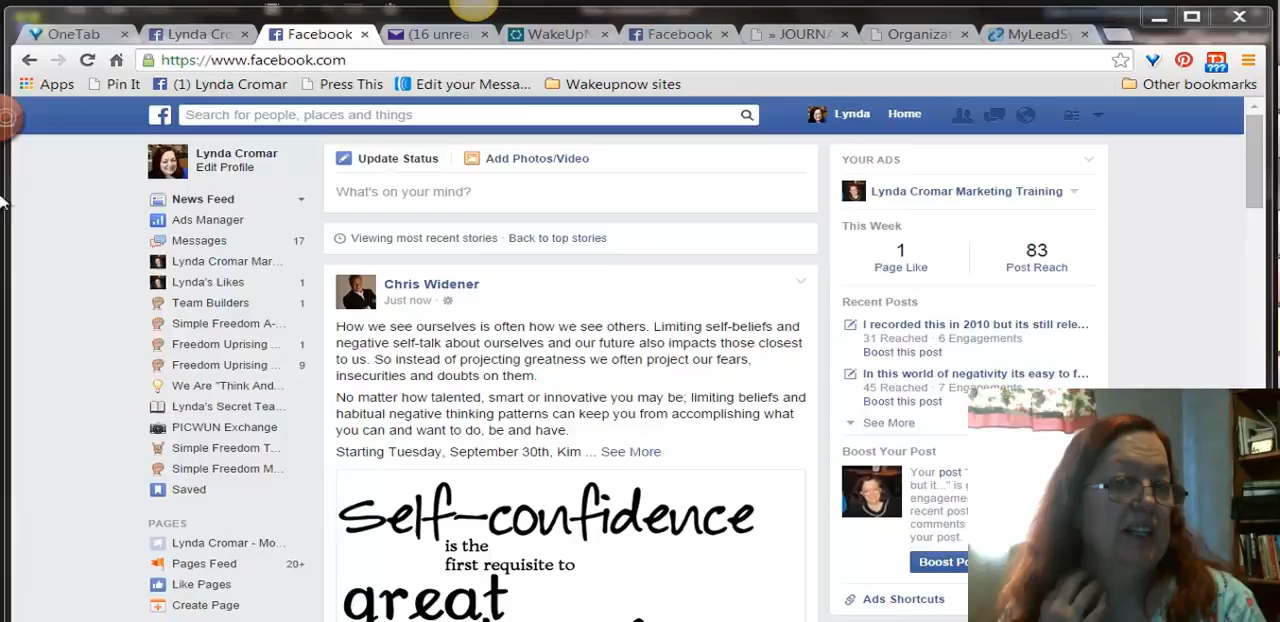 OneTab
Lynda Cro
Facebook
(16 unrea
WakeUpN
Facebook
» JOURNA
Organizat
MyLeadSy
https://www.facebook.com
Apps
Pin It
(1) Lynda Cromar
Press This
Edit your Messa...
Wakeupnow sites
Other bookmarks
Search for people, places and things
Lynda
Home
Lynda Cromar
Edit Profile
News Feed
Ads Manager
Messages 17
Lynda Cromar Mar...
Lynda's Likes 1
Team Builders 1
Simple Freedom A-...
Freedom Uprising ... 1
Freedom Uprising ... 9
We Are "Think And...
Lynda's Secret Tea...
PICWUN Exchange
Simple Freedom T...
Simple Freedom M...
Saved
PAGES
Lynda Cromar - Mo...
Pages Feed 20+
Like Pages
Create Page
Update Status
Add Photos/Video
What's on your mind?
Viewing most recent stories · Back to top stories
Chris Widener
Just now ·
How we see ourselves is often how we see others. Limiting self-beliefs and
negative self-talk about ourselves and our future also impacts those closest
to us. So instead of projecting greatness we often project our fears,
insecurities and doubts on them.
No matter how talented, smart or innovative you may be; limiting beliefs and
habitual negative thinking patterns can keep you from accomplishing what
you can and want to do, be and have.
Starting Tuesday, September 30th, Kim ... See More
self-confidence
is the
first requisite to
great
YOUR ADS
Lynda Cromar Marketing Training
This Week
1
Page Like
83
Post Reach
Recent Posts
I recorded this in 2010 but its still rele...
31 Reached · 6 Engagements
Boost this post
In this world of negativity its easy to f...
45 Reached · 7 Engagements
Boost this post
See More
Boost Your Post
Your post "
but it..." is g
engageme
recent post
comments
your post.
Boost Po
Ads Shortcuts